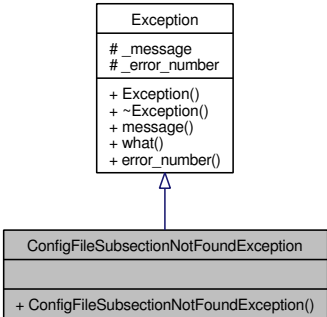 Exception
# _message
# _error_number
+ Exception()
+ ~Exception()
+ message()
+ what()
+ error_number()
ConfigFileSubsectionNotFoundException
+ ConfigFileSubsectionNotFoundException()